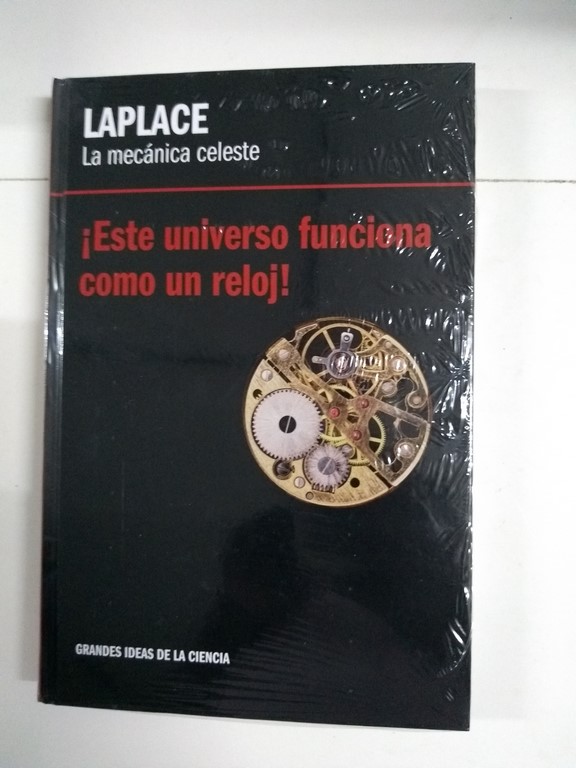 LAPLACE
La mecánica celeste
¡Este universo funciona
como un reloj!
GRANDES IDEAS DE LA CIENCIA